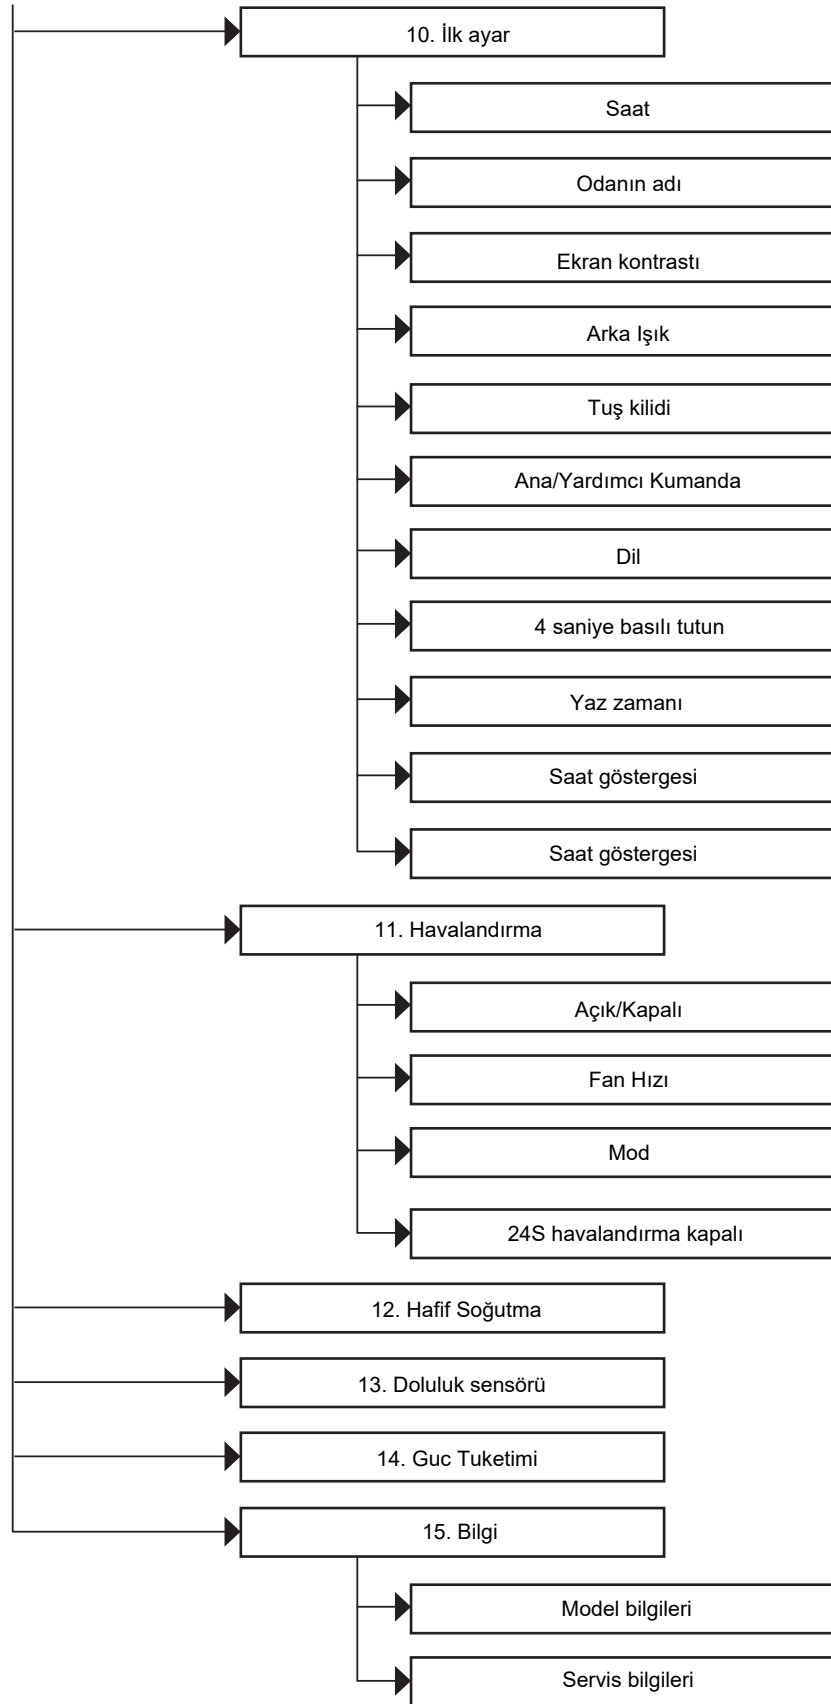 10. İlk ayar
Saat
Odanın adı
Ekran kontrastı
Arka Işık
Tuş kilidi
Ana/Yardımcı Kumanda
Dil
4 saniye basılı tutun
Yaz zamanı
Saat göstergesi
Saat göstergesi
11. Havalandırma
Açık/Kapalı
Fan Hızı
Mod
24S havalandırma kapalı
12. Hafif Soğutma
13. Doluluk sensörü
14. Guc Tuketimi
15. Bilgi
Model bilgileri
Servis bilgileri